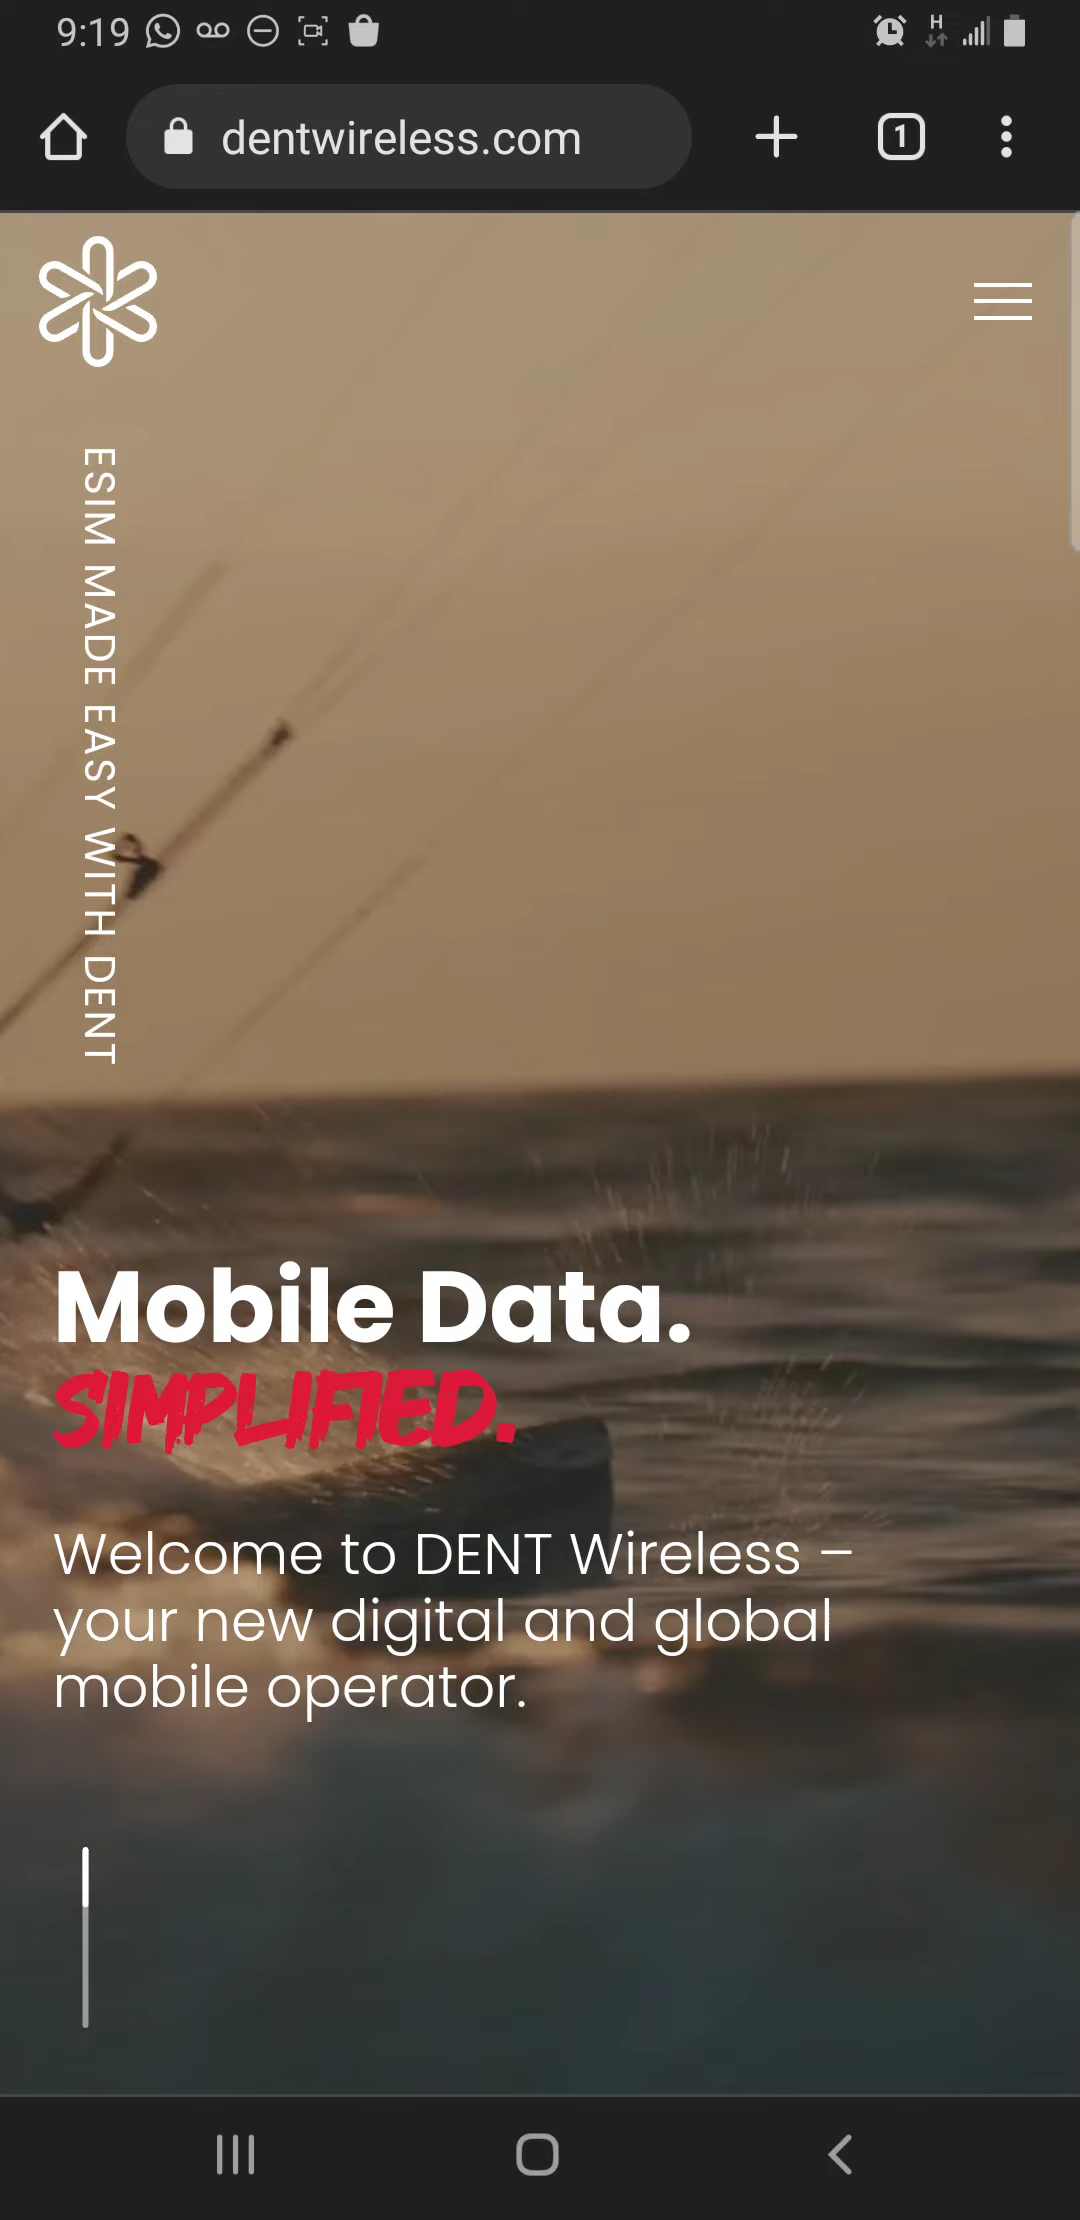 9:19
H
dentwireless.com
1
ESIM MADE EASY WITH DENT
Mobile Data.
SIMPLIFIED.
Welcome to DENT Wireless –
your new digital and global
mobile operator.